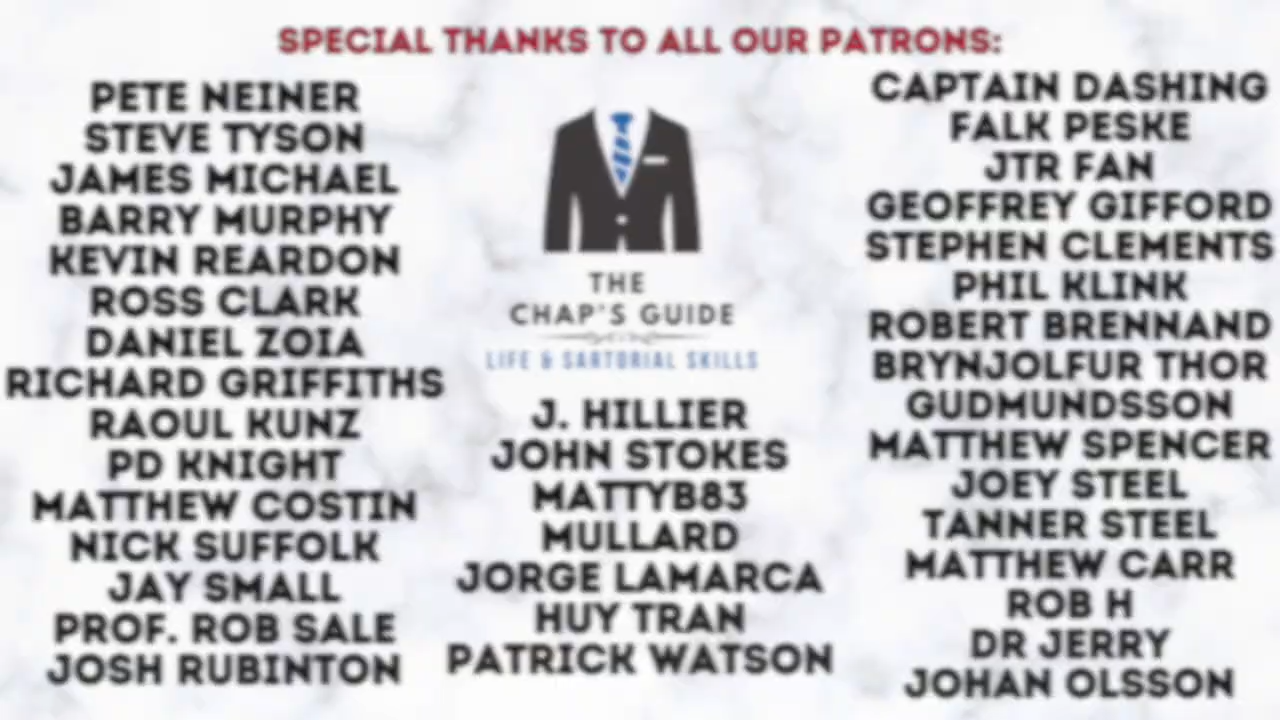 SPECIAL THANKS TO ALL OUR PATRONS:
PETE NEINER
STEVE TYSON
JAMES MICHAEL
BARRY MURPHY
KEVIN REARDON
ROSS CLARK
DANIEL ZOIA
RICHARD GRIFFITHS
RAOUL KUNZ
PD KNIGHT
MATTHEW COSTIN
NICK SUFFOLK
JAY SMALL
PROF. ROB SALE
JOSH RUBINTON
THE
CHAP'S GUIDE
LIFE & SARTORIAL SKILLS
J. HILLIER
JOHN STOKES
MATTYB83
MULLARD
JORGE LAMARCA
HUY TRAN
PATRICK WATSON
CAPTAIN DASHING
FALK PESKE
JTR FAN
GEOFFREY GIFFORD
STEPHEN CLEMENTS
PHIL KLINK
ROBERT BRENNAND
BRYNJOLFUR THOR
GUDMUNDSSON
MATTHEW SPENCER
JOEY STEEL
TANNER STEEL
MATTHEW CARR
ROB H
DR JERRY
JOHAN OLSSON